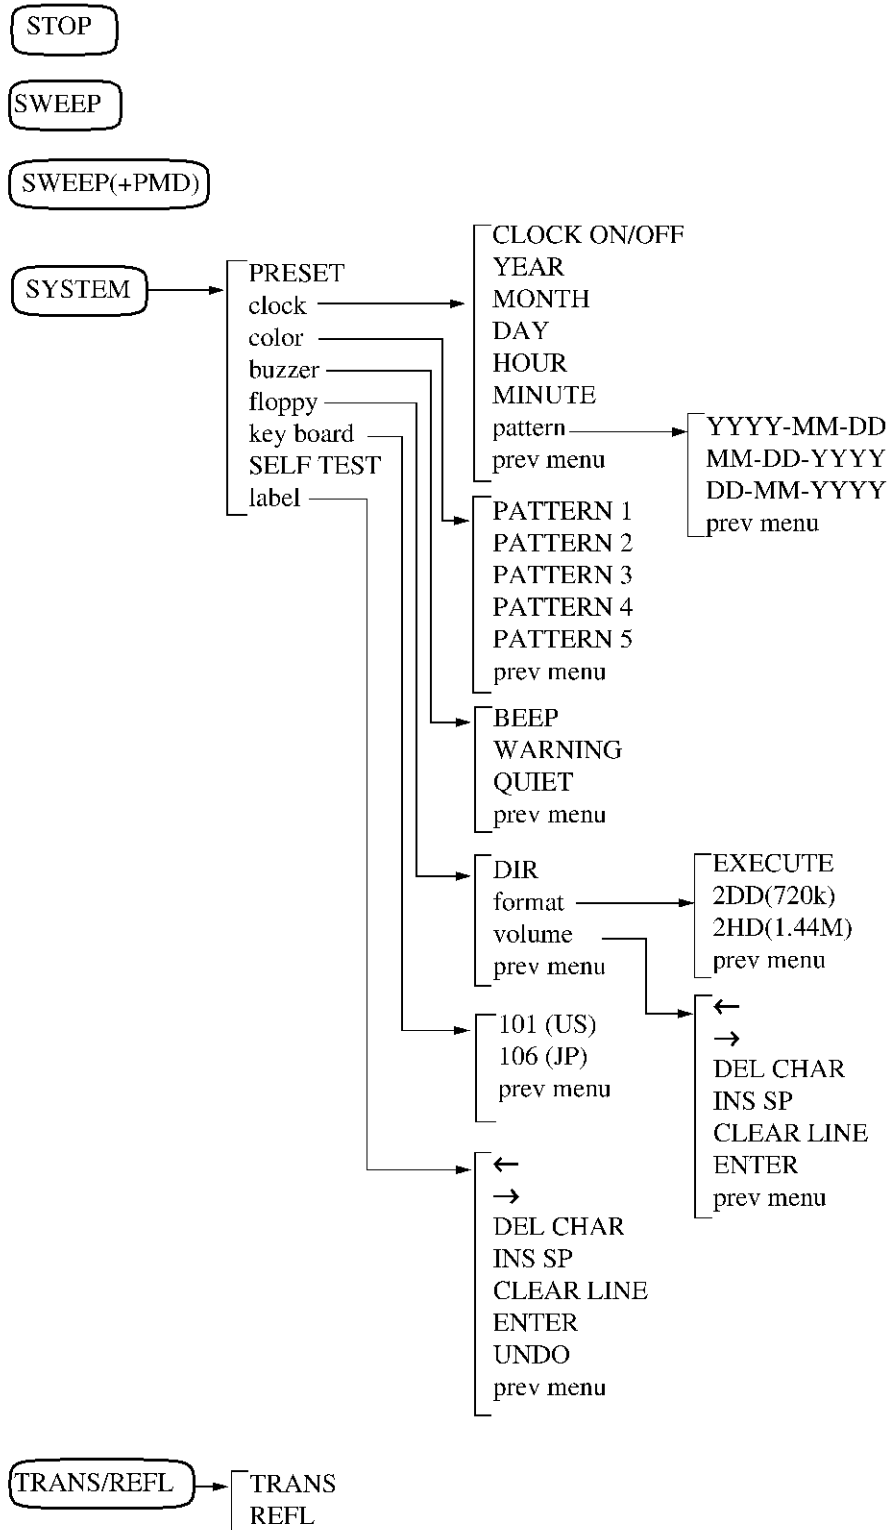 STOP
SWEEP
SWEEP(+PMD)
SYSTEM
PRESET
clock
color
buzzer
floppy
key board
SELF TEST
label
CLOCK ON/OFF
YEAR
MONTH
DAY
HOUR
MINUTE
pattern
prev menu
YYYY-MM-DD
MM-DD-YYYY
DD-MM-YYYY
prev menu
PATTERN 1
PATTERN 2
PATTERN 3
PATTERN 4
PATTERN 5
prev menu
BEEP
WARNING
QUIET
prev menu
DIR
format
volume
prev menu
EXECUTE
2DD(720k)
2HD(1.44M)
prev menu
←
→
DEL CHAR
INS SP
CLEAR LINE
ENTER
prev menu
101 (US)
106 (JP)
prev menu
←
→
DEL CHAR
INS SP
CLEAR LINE
ENTER
UNDO
prev menu
TRANS/REFL
TRANS
REFL